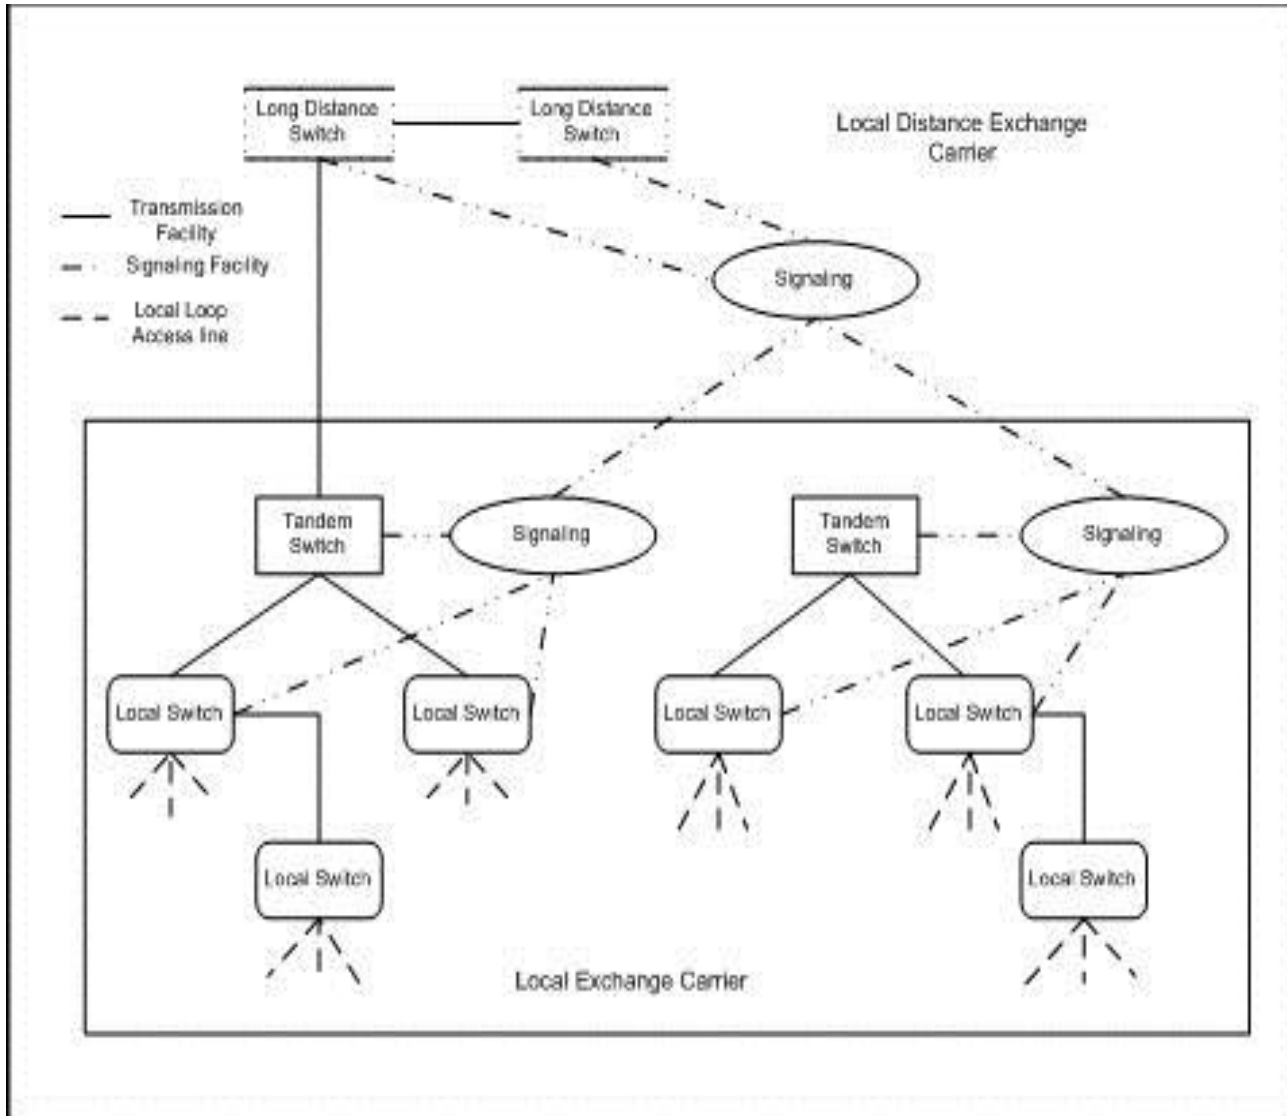 Long Distance
Switch
Long Distance
Switch
Local Distance Exchange
Carrier
Transmission
Facility
Signaling Facility
Local Loop
Access line
Signaling
Tandem
Switch
Signaling
Tandem
Switch
Signaling
Local Switch
Local Switch
Local Switch
Local Switch
Local Switch
Local Switch
Local Exchange Carrier